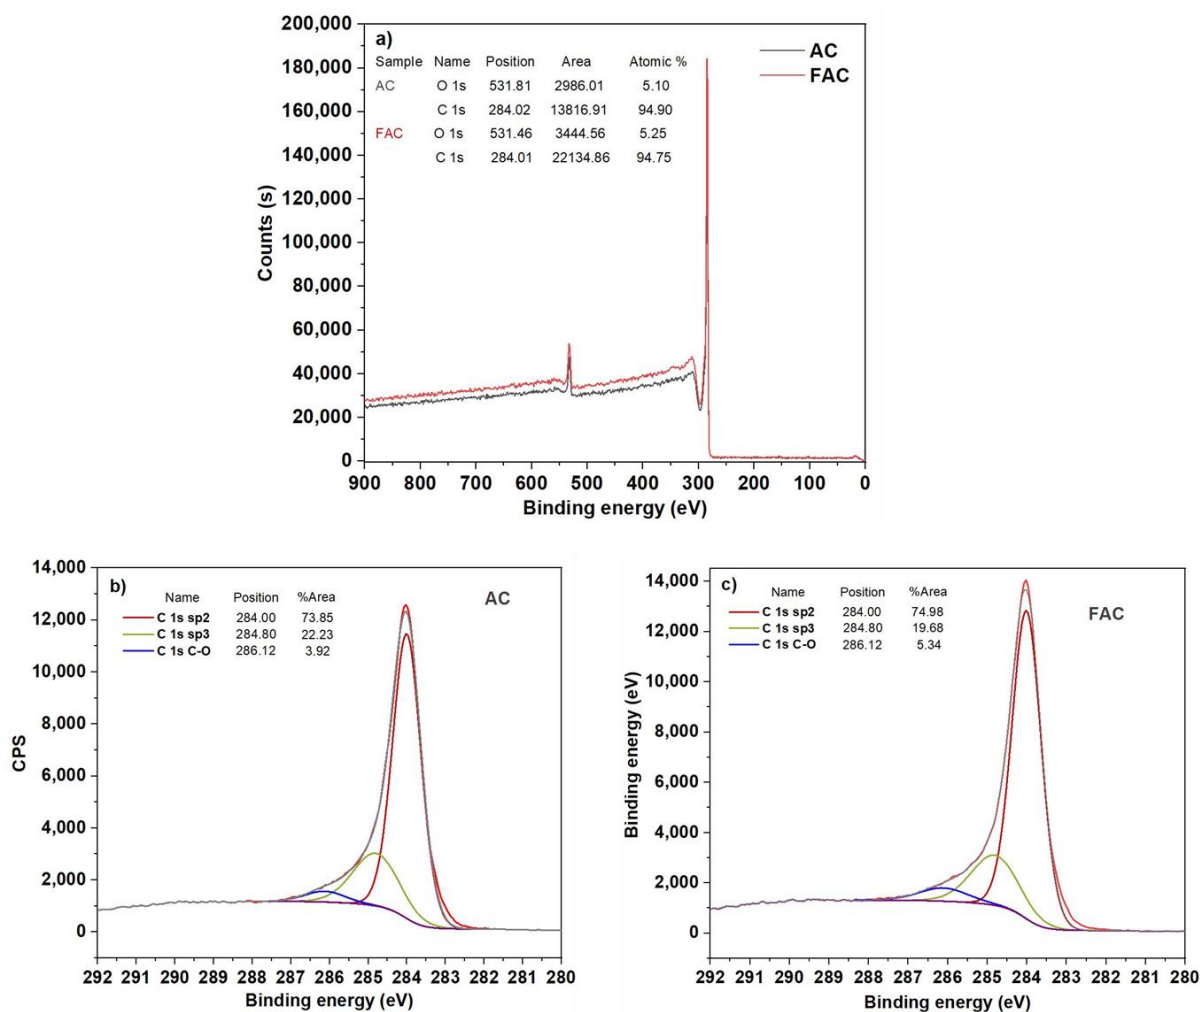 a)
AC
FAC
Sample Name Position Area Atomic %
AC O 1s 531.81 2986.01 5.10
C 1s 284.02 13816.91 94.90
FAC O 1s 531.46 3444.56 5.25
C 1s 284.01 22134.86 94.75
Counts (s)
200,000
180,000
160,000
140,000
120,000
100,000
80,000
60,000
40,000
20,000
0
900 800 700 600 500 400 300 200 100 0
Binding energy (eV)
b)
AC
Name Position %Area
C 1s sp2 284.00 73.85
C 1s sp3 284.80 22.23
C 1s C-O 286.12 3.92
CPS
14,000
12,000
10,000
8,000
6,000
4,000
2,000
0
292 291 290 289 288 287 286 285 284 283 282 281 280
Binding energy (eV)
c)
FAC
Name Position %Area
C 1s sp2 284.00 74.98
C 1s sp3 284.80 19.68
C 1s C-O 286.12 5.34
Binding energy (eV)
14,000
12,000
10,000
8,000
6,000
4,000
2,000
0
292 291 290 289 288 287 286 285 284 283 282 281 280
Binding energy (eV)